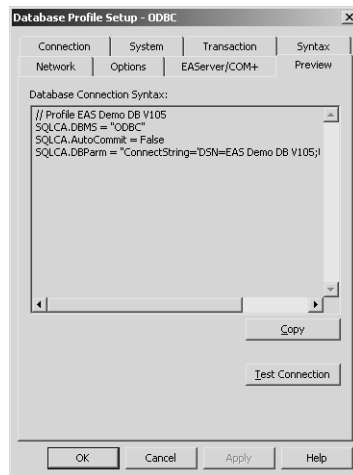 Database Profile Setup - ODBC
Connection System Transaction Syntax
Network Options EAServer/COM+ Preview
Database Connection Syntax:
// Profile EAS Demo DB V105
SQLCA.DBMS = "ODBC"
SQLCA.AutoCommit = False
SQLCA.DBParm = "ConnectString='DSN=EAS Demo DB V105;
Copy
Test Connection
OK Cancel Apply Help